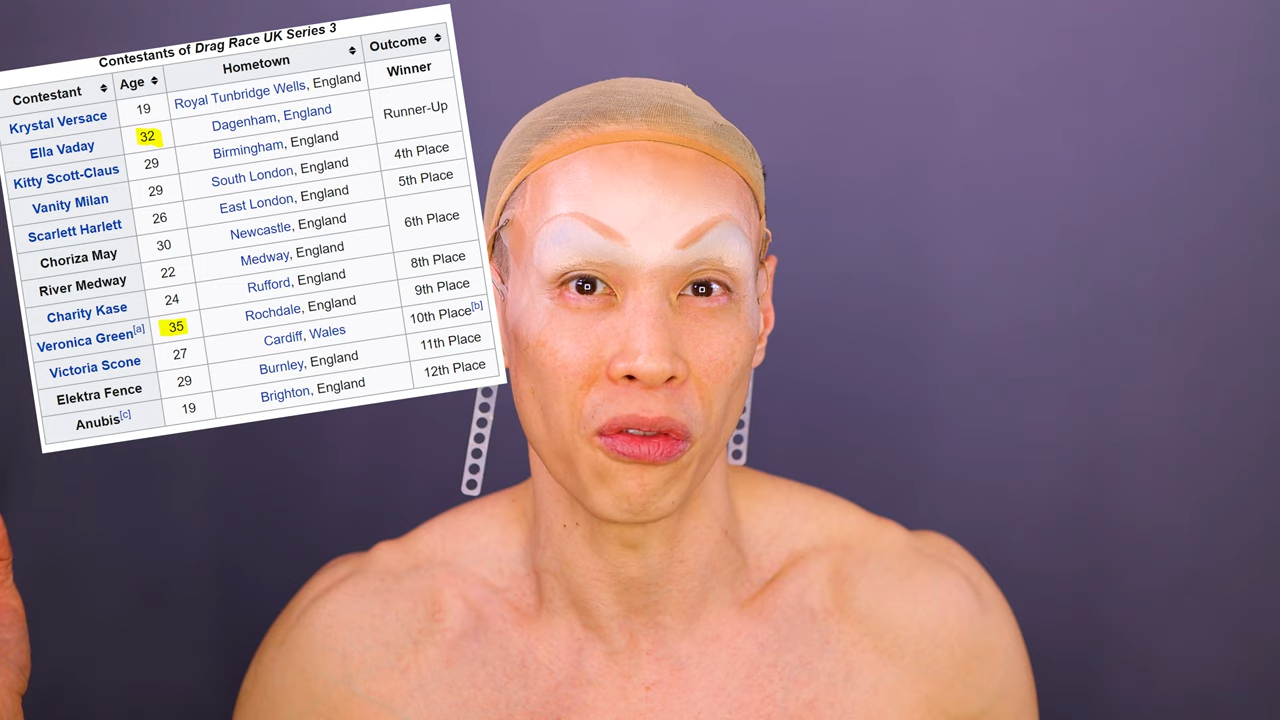 Contestants of Drag Race UK Series 3
Contestant Age Hometown Outcome
Krystal Versace 19 Royal Tunbridge Wells, England Winner
Ella Vaday 32 Dagenham, England Runner-Up
Kitty Scott-Claus 29 Birmingham, England
Vanity Milan 29 South London, England 4th Place
Scarlett Harlett 26 East London, England 5th Place
Choriza May 30 Newcastle, England 6th Place
River Medway 22 Medway, England
Charity Kase 24 Rufford, England 8th Place
Veronica Green[a] 35 Rochdale, England 9th Place
Victoria Scone 27 Cardiff, Wales 10th Place[b]
Elektra Fence 29 Burnley, England 11th Place
Anubis[c] 19 Brighton, England 12th Place